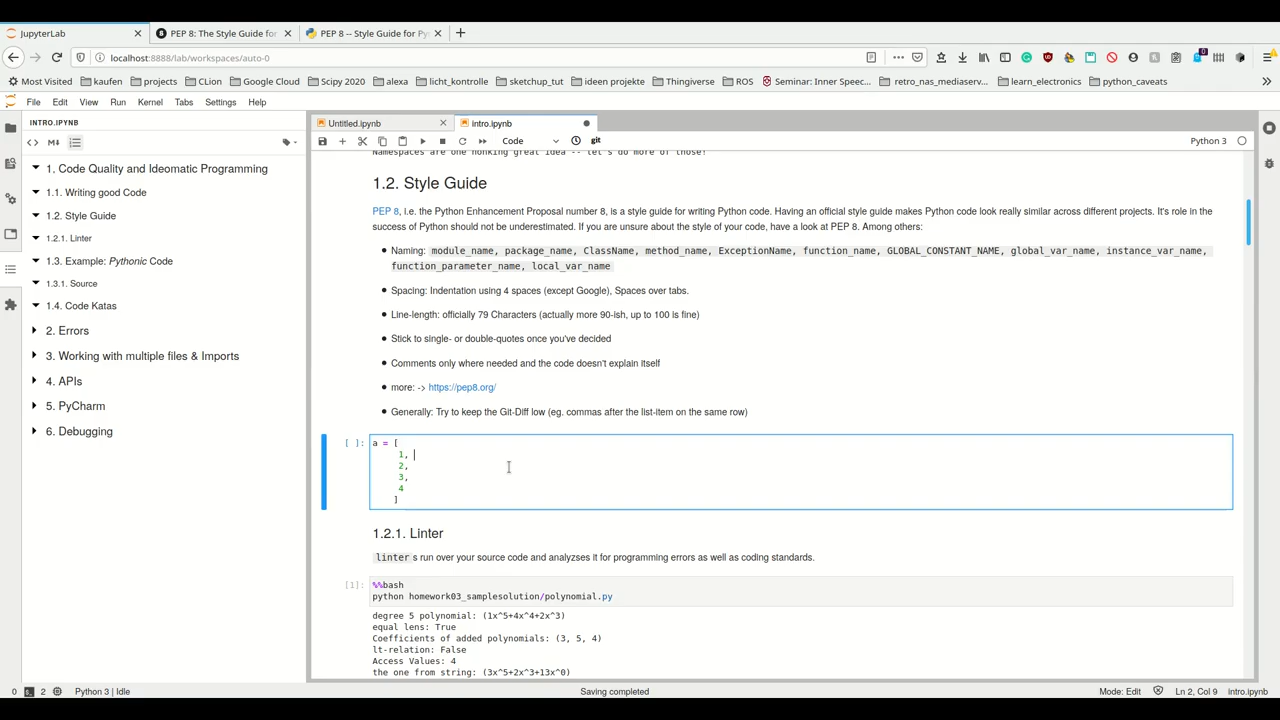 JupyterLab
PEP 8: The Style Guide for
PEP 8 -- Style Guide for Py
localhost:8888/lab/workspaces/auto-0
Most Visited kaufen projects CLion Google Cloud Scipy 2020 alexa licht_kontrolle sketchup_tut ideen projekte Thingiverse ROS Seminar: Inner Speec... retro_nas_mediaserv... learn_electronics python_caveats
File Edit View Run Kernel Tabs Settings Help
INTRO.IPYNB
1. Code Quality and Ideomatic Programming
1.1. Writing good Code
1.2. Style Guide
1.2.1. Linter
1.3. Example: Pythonic Code
1.3.1. Source
1.4. Code Katas
2. Errors
3. Working with multiple files & Imports
4. APIs
5. PyCharm
6. Debugging
Untitled.ipynb
intro.ipynb
Code
git
Python 3
Namespaces are one honking great idea -- let's do more of those!
1.2. Style Guide
PEP 8, i.e. the Python Enhancement Proposal number 8, is a style guide for writing Python code. Having an official style guide makes Python code look really similar across different projects. It's role in the
success of Python should not be underestimated. If you are unsure about the style of your code, have a look at PEP 8. Among others:
Naming: module_name, package_name, ClassName, method_name, ExceptionName, function_name, GLOBAL_CONSTANT_NAME, global_var_name, instance_var_name,
function_parameter_name, local_var_name
Spacing: Indentation using 4 spaces (except Google), Spaces over tabs.
Line-length: officially 79 Characters (actually more 90-ish, up to 100 is fine)
Stick to single- or double-quotes once you've decided
Comments only where needed and the code doesn't explain itself
more: -> https://pep8.org/
Generally: Try to keep the Git-Diff low (eg. commas after the list-item on the same row)
[ ]: a = [
1,
2,
3,
4
]
1.2.1. Linter
linter s run over your source code and analyzses it for programming errors as well as coding standards.
[1]: %%bash
python homework03_samplesolution/polynomial.py
degree 5 polynomial: (1x^5+4x^4+2x^3)
equal lens: True
Coefficients of added polynomials: (3, 5, 4)
lt-relation: False
Access Values: 4
the one from string: (3x^5+2x^3+13x^0)
0 2 Python 3 | Idle
Saving completed
Mode: Edit
Ln 2, Col 9
intro.ipynb